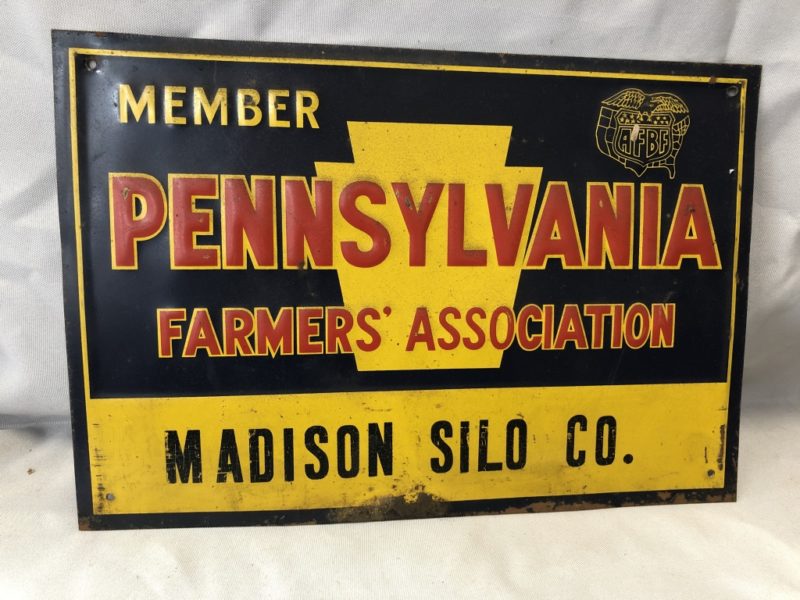 MEMBER
AFBF
PENNSYLVANIA
FARMERS' ASSOCIATION
MADISON SILO CO.